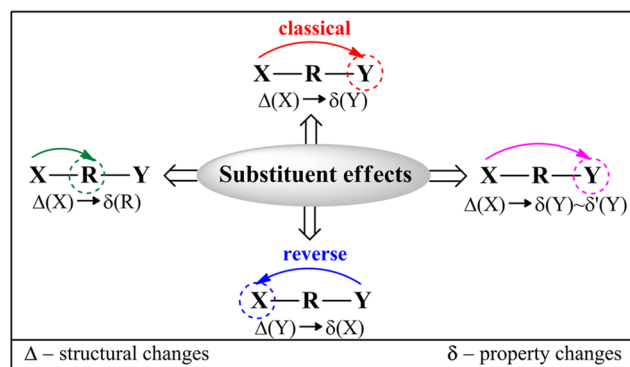 classical
X—R—Y
Δ(X)→δ(Y)
X—R—Y
Δ(X)→δ(R)
Substituent effects
X—R—Y
Δ(X)→δ(Y)~δ'(Y)
reverse
X—R—Y
Δ(Y)→δ(X)
Δ – structural changes
δ – property changes